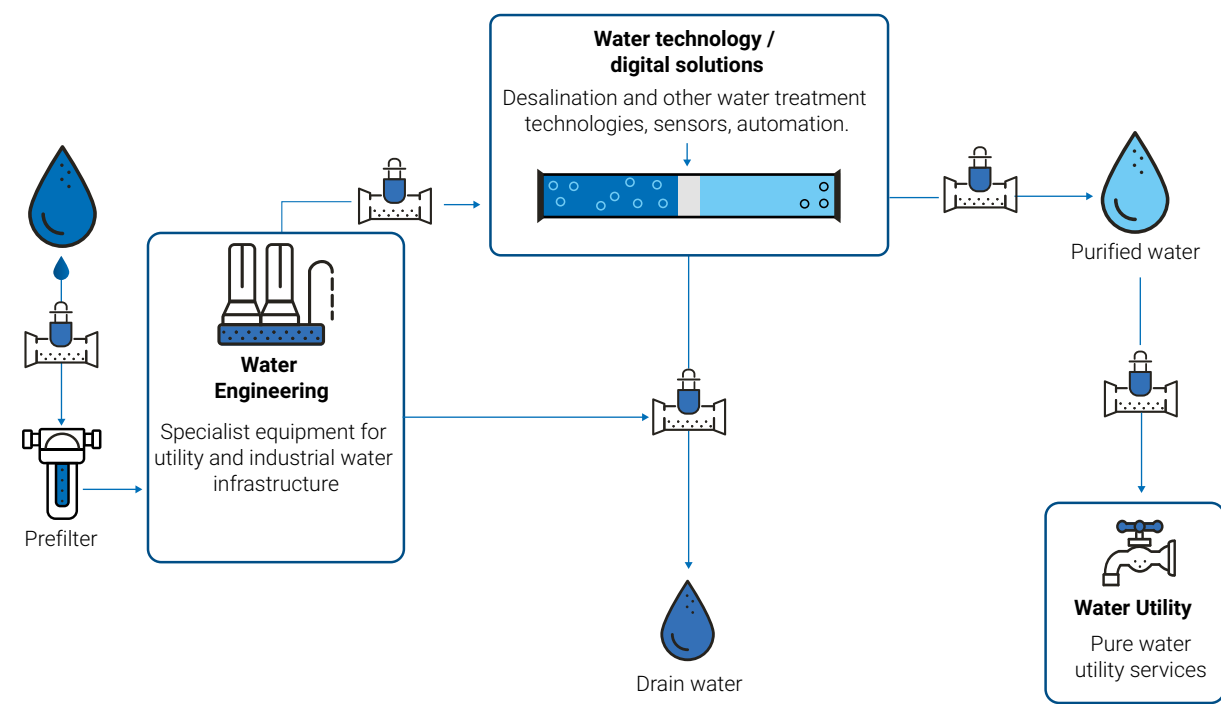 Water technology /
digital solutions
Desalination and other water treatment
technologies, sensors, automation.
Purified water
Water
Engineering
Specialist equipment for
utility and industrial water
infrastructure
Prefilter
Drain water
Water Utility
Pure water
utility services